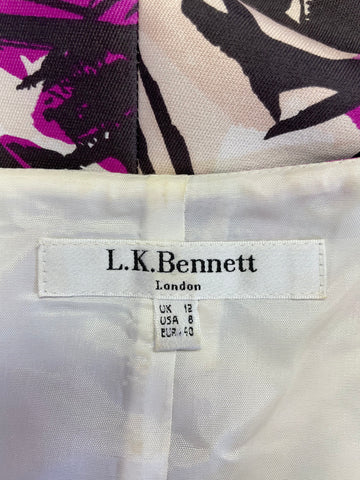 L.K.Bennett
London
UK 12
USA 8
EUR 40